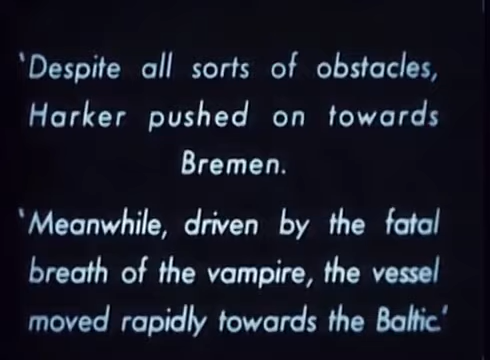 'Despite all sorts of obstacles,
Harker pushed on towards
Bremen.
'Meanwhile, driven by the fatal
breath of the vampire, the vessel
moved rapidly towards the Baltic.'